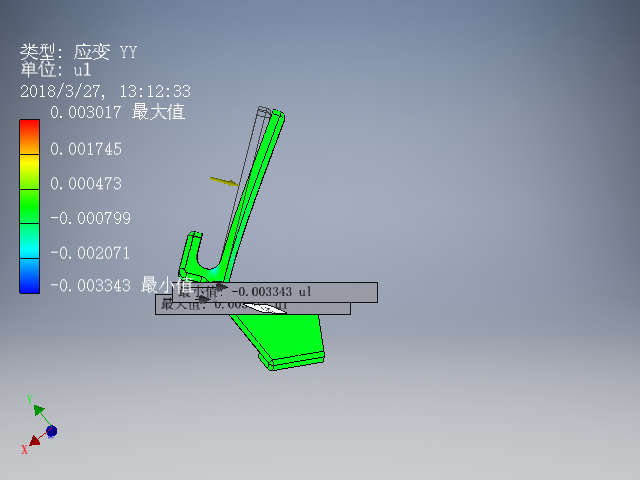 类型: 应变 YY
单位: ul
2018/3/27, 13:12:33
0.003017 最大值
0.001745
0.000473
-0.000799
-0.002071
-0.003343 最小值
最小值: -0.003343 ul
最大值: 0.00 ul
Y
X